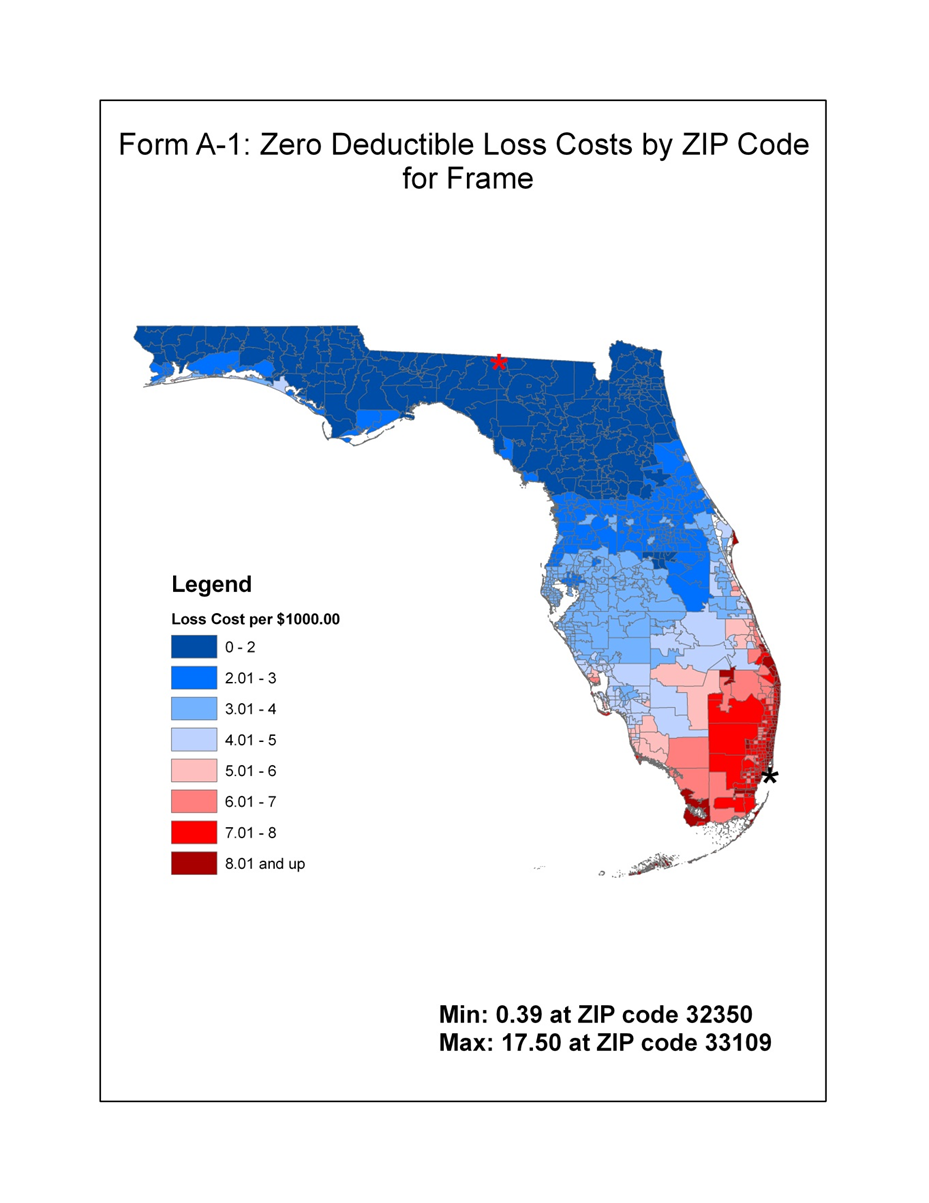 Form A-1: Zero Deductible Loss Costs by ZIP Code
for Frame
Legend
Loss Cost per $1000.00
0 - 2
2.01 - 3
3.01 - 4
4.01 - 5
5.01 - 6
6.01 - 7
7.01 - 8
8.01 and up
Min: 0.39 at ZIP code 32350
Max: 17.50 at ZIP code 33109